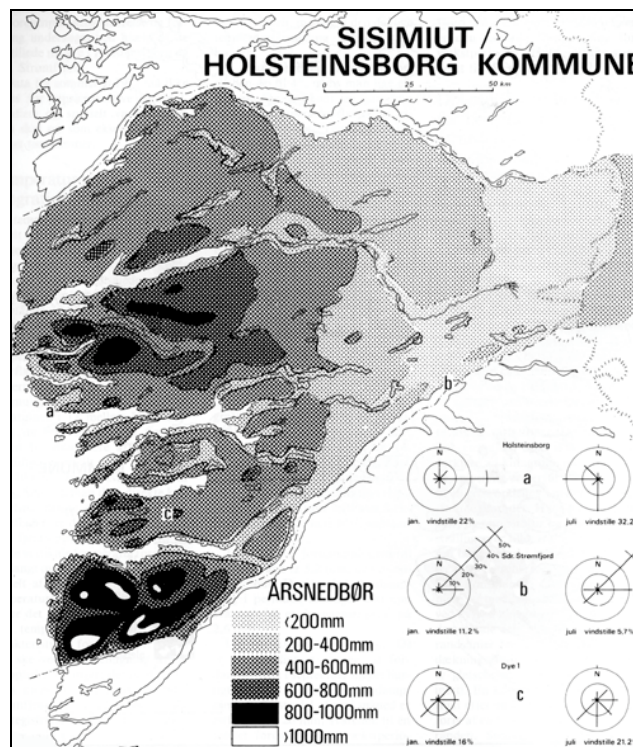 SISIMIUT /
HOLSTEINSBORG KOMMUNE
0 25 50 km
a
b
c
ÅRSNEDBØR
<200mm
200-400mm
400-600mm
600-800mm
800-1000mm
>1000mm
Holsteinsborg
N
N
a
jan. vindstille 22%
juli vindstille 32,2
Sdr. Strømfjord
N
N
10%
20%
30%
40%
50%
b
jan. vindstille 11,2%
juli vindstille 5,7%
Dye 1
N
N
c
jan. vindstille 16%
juli vindstille 21,2